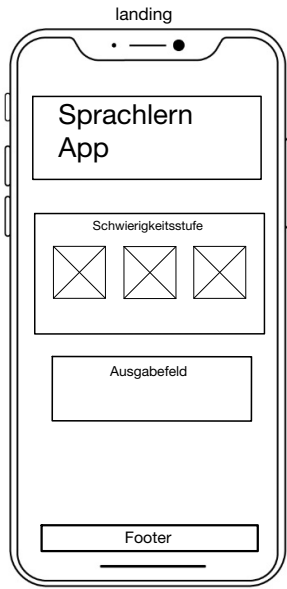 landing
Sprachlern
App
Schwierigkeitsstufe
Ausgabefeld
Footer